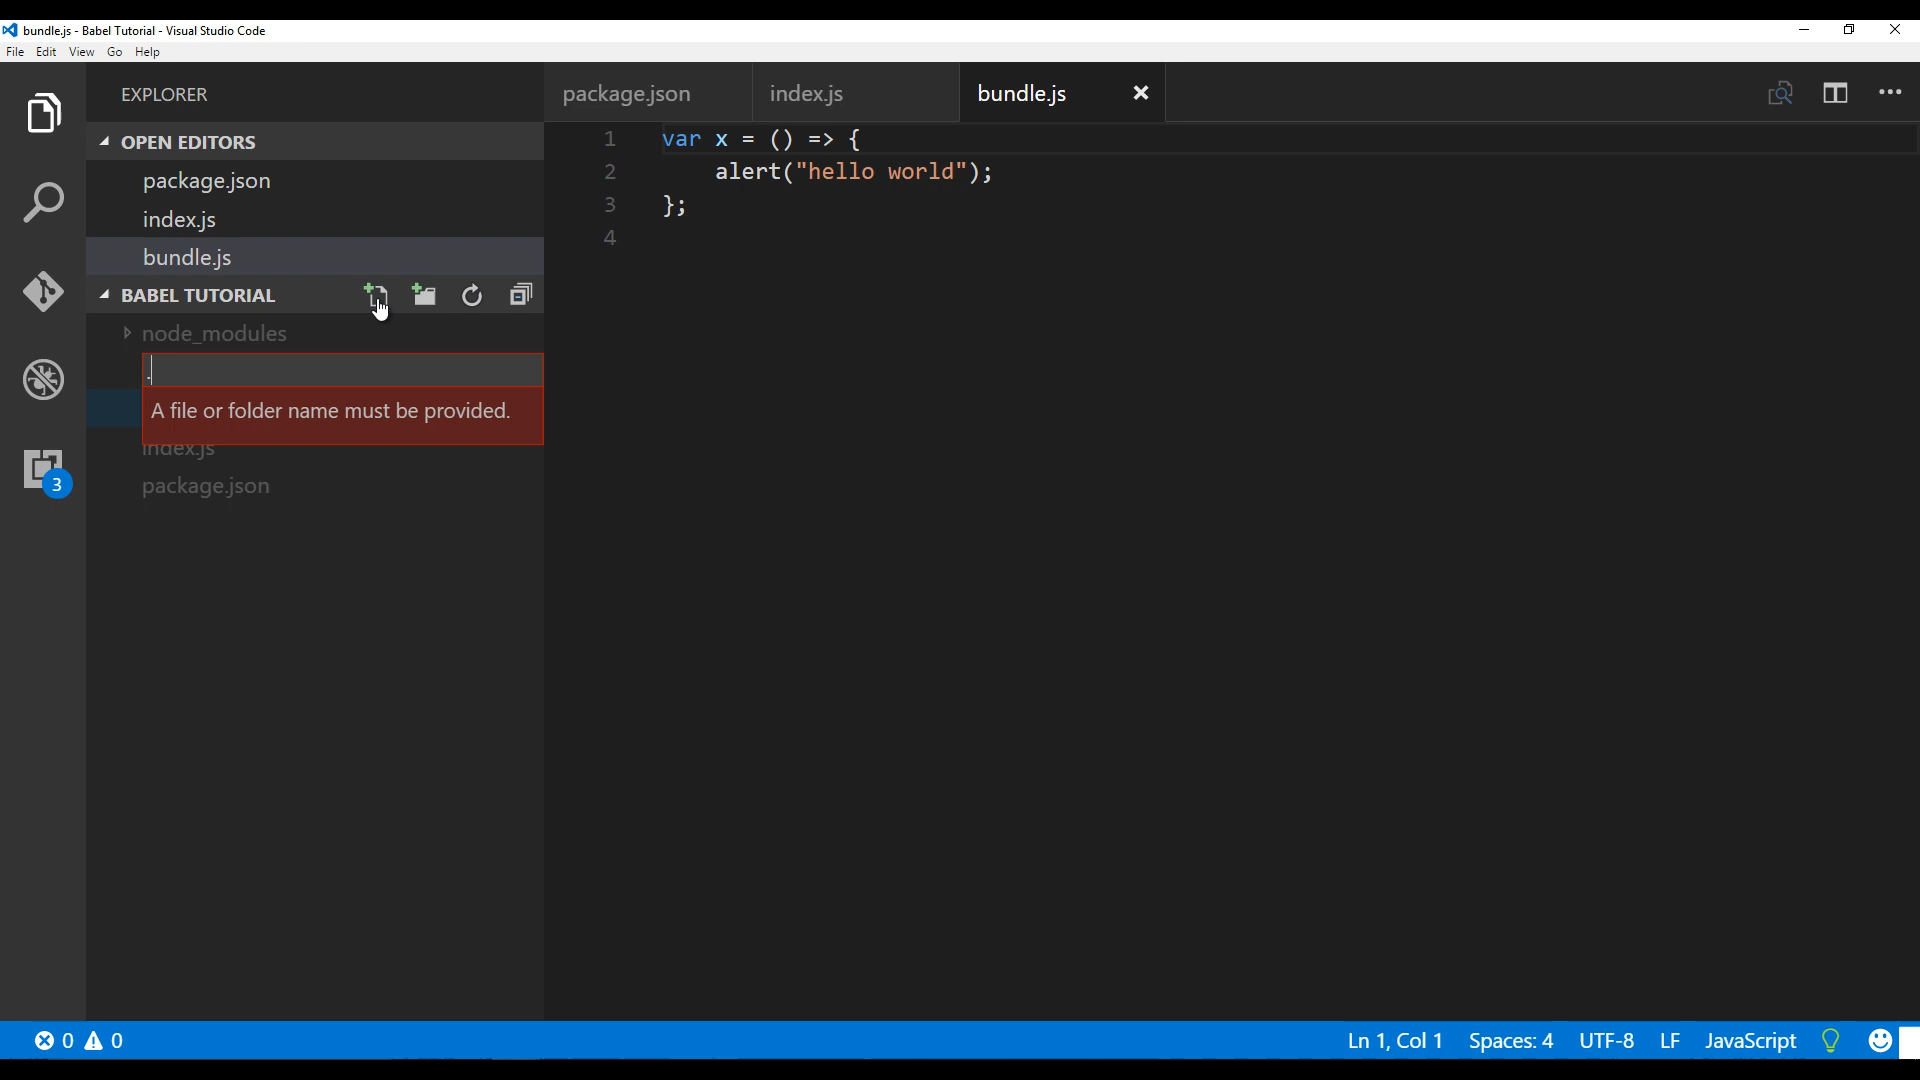 bundle.js - Babel Tutorial - Visual Studio Code
File Edit View Go Help
EXPLORER
package.json index.js bundle.js
OPEN EDITORS
package.json
index.js
bundle.js
BABEL TUTORIAL
node_modules
.
A file or folder name must be provided.
index.js
package.json
3
1 var x = () => {
2 alert("hello world");
3 };
4
0 0
Ln 1, Col 1 Spaces: 4 UTF-8 LF JavaScript